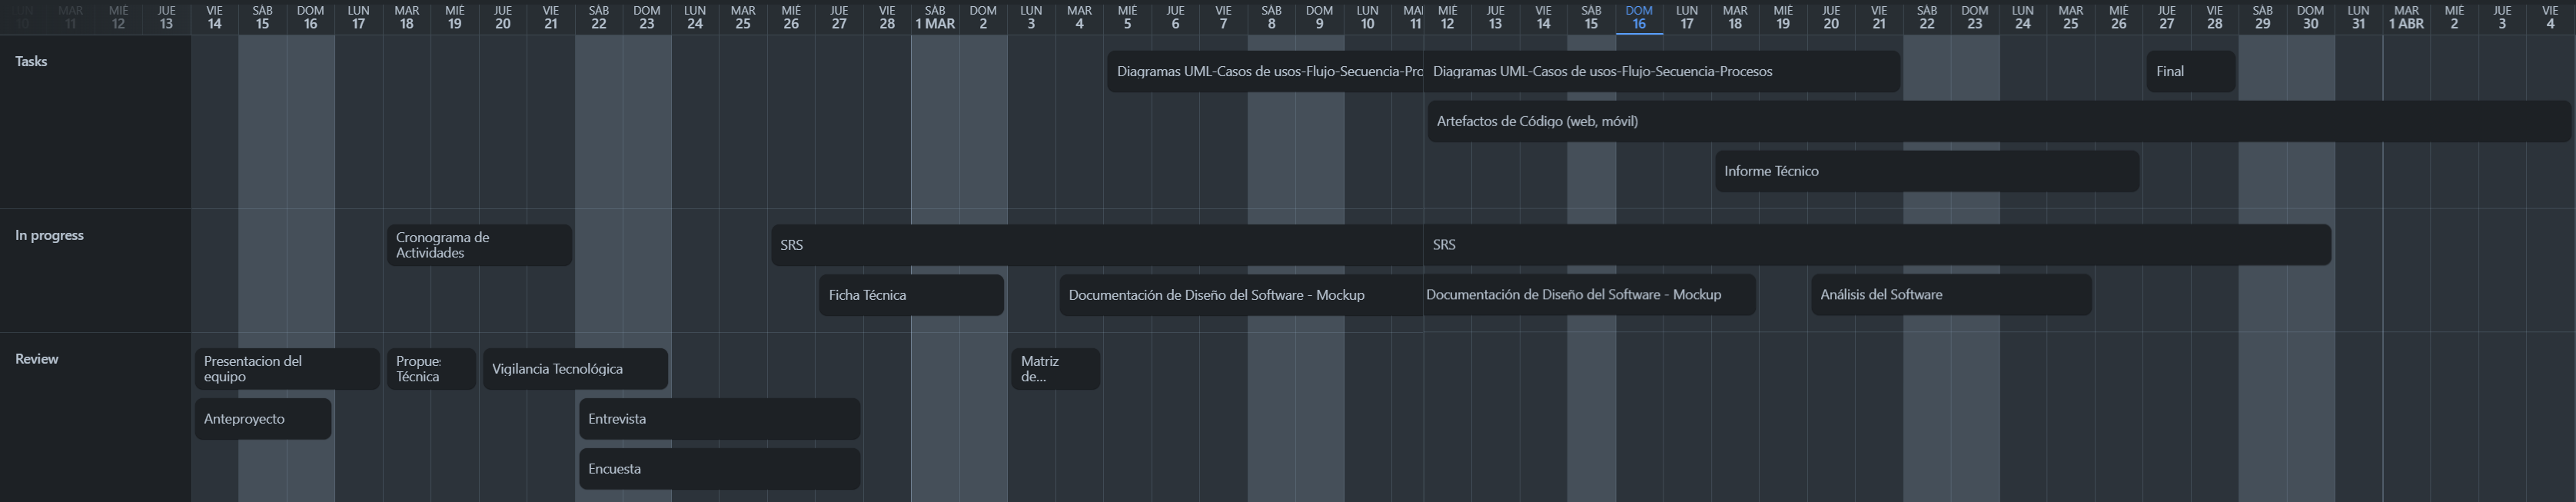 LUN MAR MIÉ JUE VIE SÁB DOM LUN MAR MIÉ JUE VIE SÁB DOM LUN MAR MIÉ JUE VIE SÁB DOM LUN MAR MIÉ JUE VIE SÁB DOM LUN MIÉ JUE VIE SÁB DOM LUN MAR MIÉ JUE VIE SÁB DOM LUN MAR MIÉ JUE VIE SÁB DOM LUN MAR MIÉ JUE VIE
10 11 12 13 14 15 16 17 18 19 20 21 22 23 24 25 26 27 28 1 MAR 2 3 4 5 6 7 8 9 10 11 12 13 14 15 16 17 18 19 20 21 22 23 24 25 26 27 28 29 30 31 1 ABR 2 3 4
Tasks
Diagramas UML-Casos de usos-Flujo-Secuencia-Pro
Diagramas UML-Casos de usos-Flujo-Secuencia-Procesos
Final
Artefactos de Código (web, móvil)
Informe Técnico
In progress
Cronograma de
Actividades
SRS
SRS
Ficha Técnica
Documentación de Diseño del Software - Mockup
Documentación de Diseño del Software - Mockup
Análisis del Software
Review
Presentacion del
equipo
Propue
Técnica
Vigilancia Tecnológica
Matriz
de...
Anteproyecto
Entrevista
Encuesta